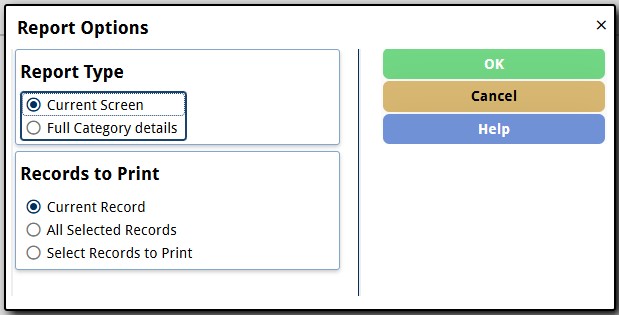 Report Options
×
Report Type
Current Screen
Full Category details
Records to Print
Current Record
All Selected Records
Select Records to Print
OK
Cancel
Help